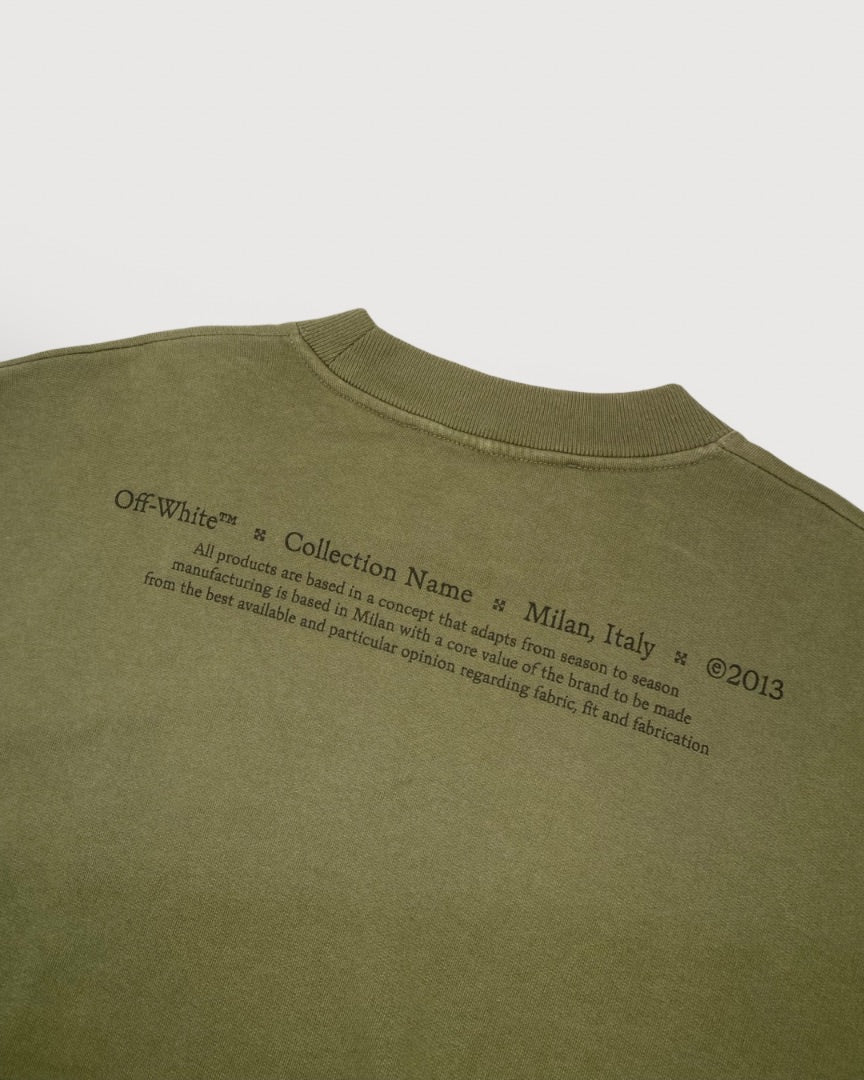 Off-White™ Collection Name Milan, Italy ©2013
All products are based in a concept that adapts from season to season
manufacturing is based in Milan with a core value of the brand to be made
from the best available and particular opinion regarding fabric, fit and fabrication